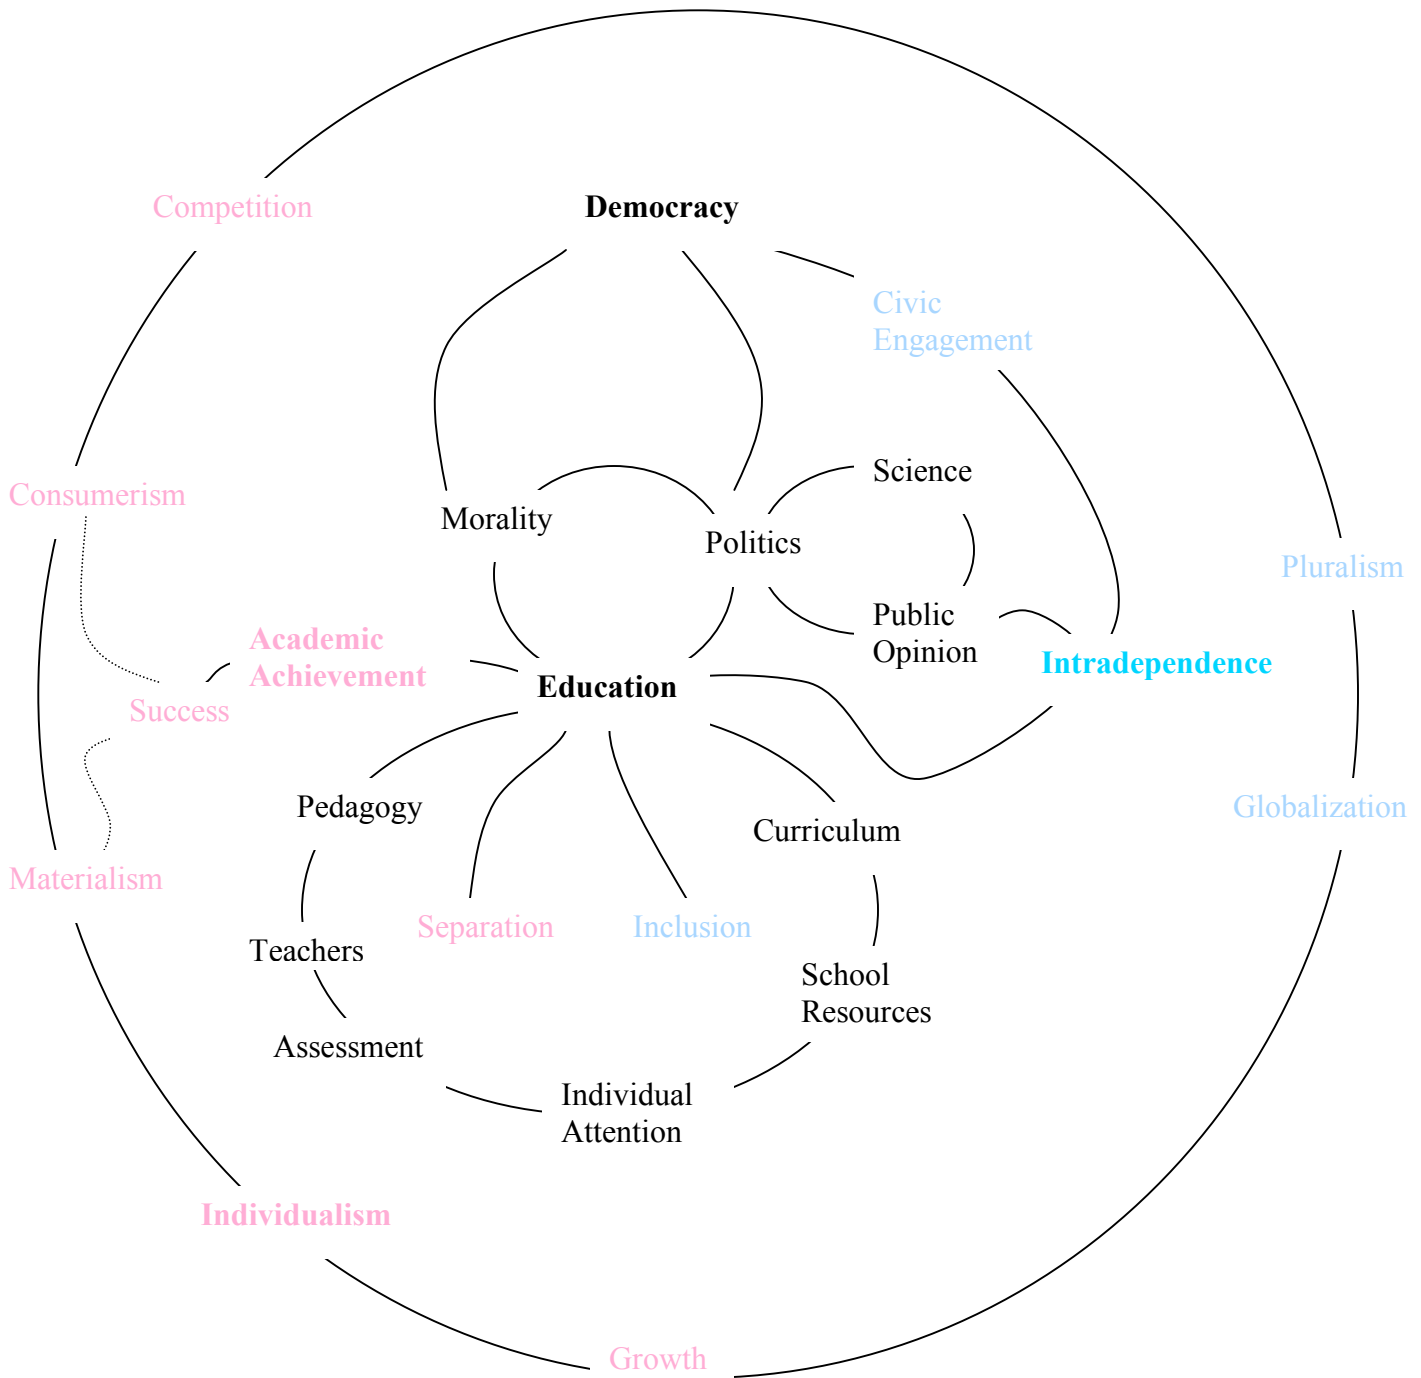 Competition
Democracy
Civic
Engagement
Science
Consumerism
Morality
Politics
Pluralism
Public
Opinion
Academic
Achievement
Intradependence
Education
Success
Pedagogy
Globalization
Curriculum
Materialism
Separation
Inclusion
Teachers
School
Resources
Assessment
Individual
Attention
Individualism
Growth